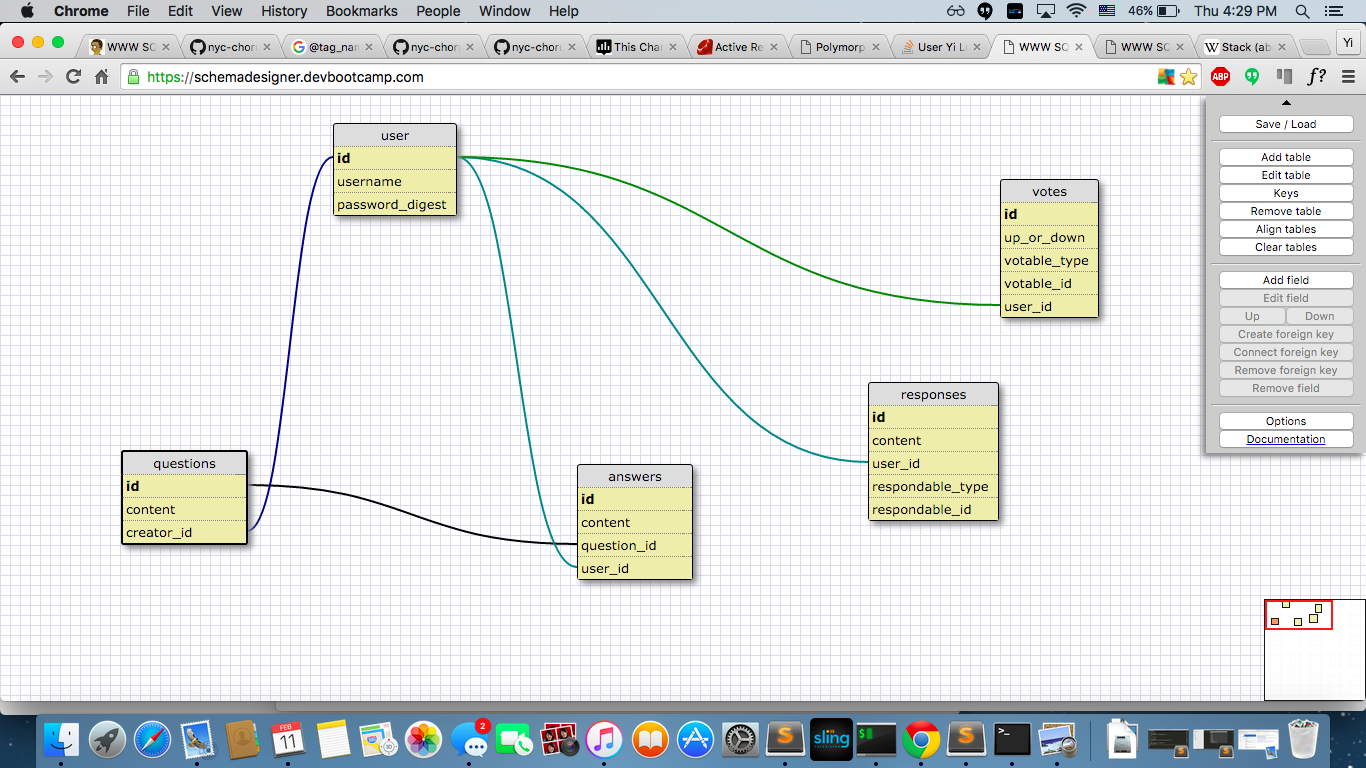 Chrome File Edit View History Bookmarks People Window Help 46% Thu 4:29 PM
WWW SC nyc-chor @tag_nar nyc-chor nyc-chor This Cha Active Re Polymorp User Yi L WWW SC WWW SC Stack (ab Yi
https://schemadesigner.devbootcamp.com ABP f?
Save / Load
Add table
Edit table
Keys
Remove table
Align tables
Clear tables
Add field
Edit field
Up Down
Create foreign key
Connect foreign key
Remove foreign key
Remove field
Options
Documentation
user
id
username
password_digest
votes
id
up_or_down
votable_type
votable_id
user_id
responses
id
content
user_id
respondable_type
respondable_id
questions
id
content
creator_id
answers
id
content
question_id
user_id
FEB
11
2
sling